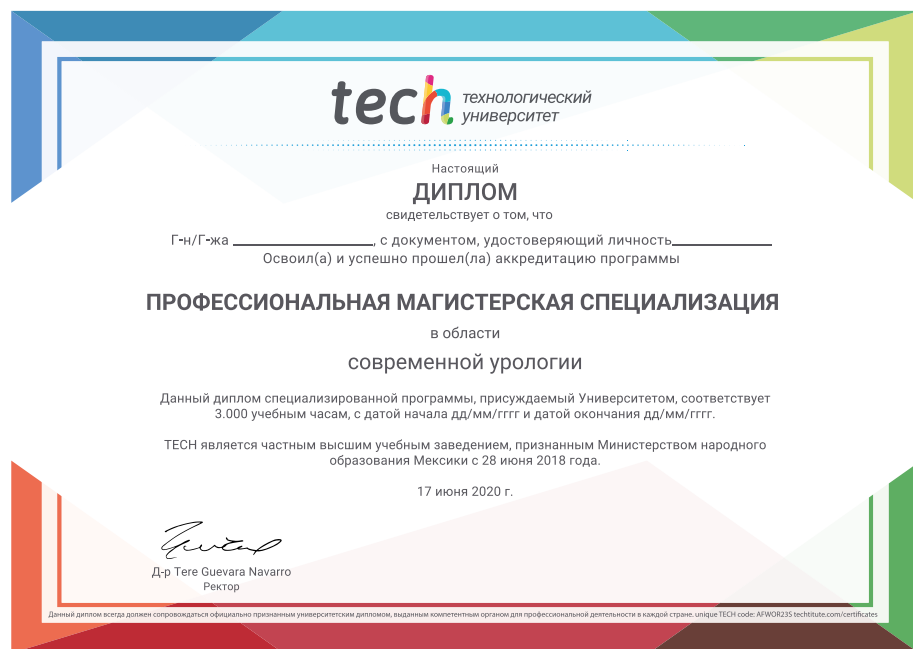 tech технологический
университет
Настоящий
ДИПЛОМ
свидетельствует о том, что
Г-н/Г-жа ____________________, с документом, удостоверяющий личность______________
Освоил(а) и успешно прошел(ла) аккредитацию программы
ПРОФЕССИОНАЛЬНАЯ МАГИСТЕРСКАЯ СПЕЦИАЛИЗАЦИЯ
в области
современной урологии
Данный диплом специализированной программы, присуждаемый Университетом, соответствует
3.000 учебным часам, с датой начала дд/мм/гггг и датой окончания дд/мм/гггг.
TECH является частным высшим учебным заведением, признанным Министерством народного
образования Мексики с 28 июня 2018 года.
17 июня 2020 г.
Д-р Tere Guevara Navarro
Ректор
Данный диплом всегда должен сопровождаться официально признанным университетским дипломом, выданным компетентным органом для профессиональной деятельности в каждой стране. unique TECH code: AFWOR23S techtitute.com/certificates